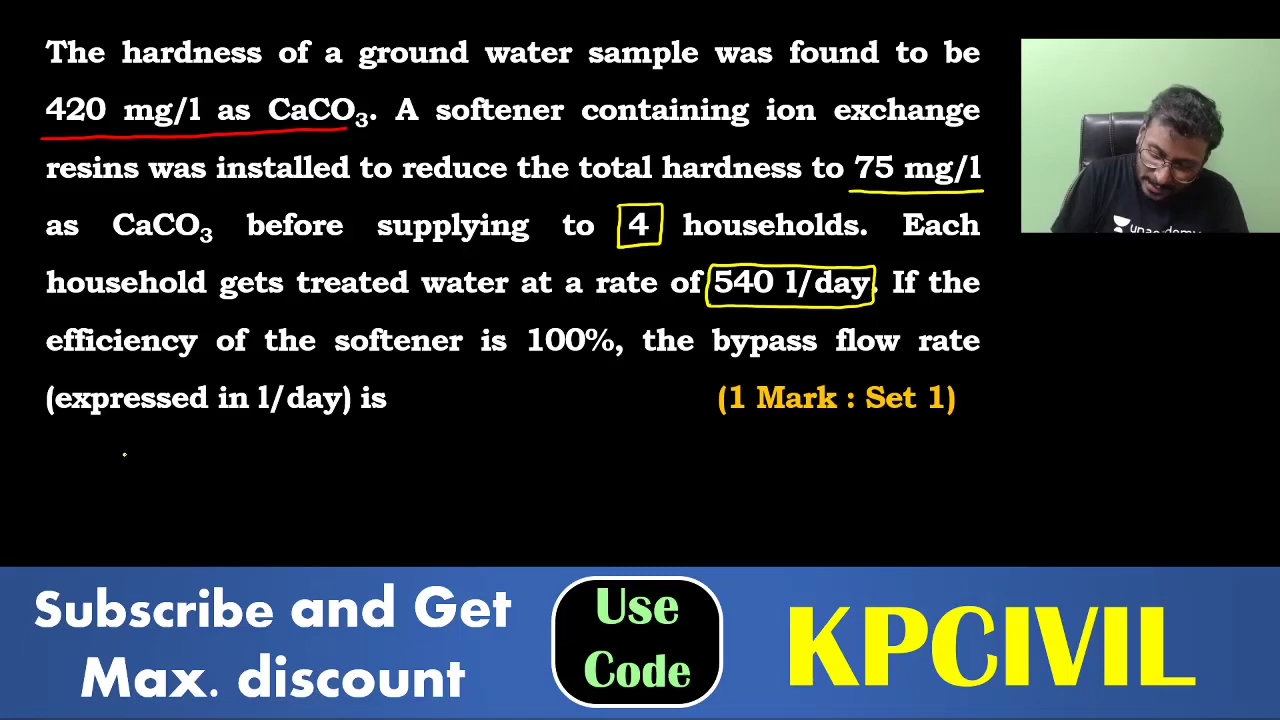 The hardness of a ground water sample was found to be
420 mg/l as CaCO₃. A softener containing ion exchange
resins was installed to reduce the total hardness to 75 mg/l
as CaCO₃ before supplying to 4 households. Each
household gets treated water at a rate of 540 l/day. If the
efficiency of the softener is 100%, the bypass flow rate
(expressed in l/day) is (1 Mark : Set 1)
Subscribe and Get
Max. discount
Use
Code
KPCIVIL